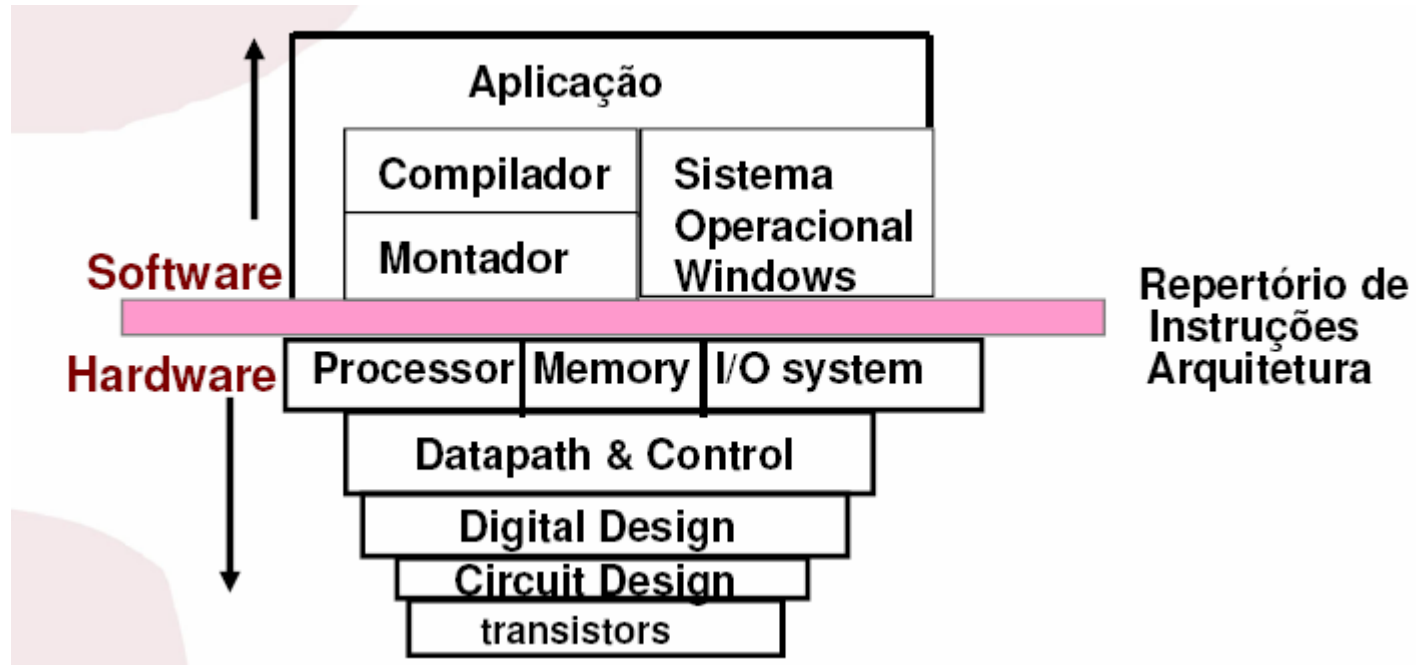 Aplicação
Compilador
Montador
Sistema
Operacional
Windows
Software
Repertório de
Instruções
Arquitetura
Hardware
Processor
Memory
I/O system
Datapath & Control
Digital Design
Circuit Design
transistors